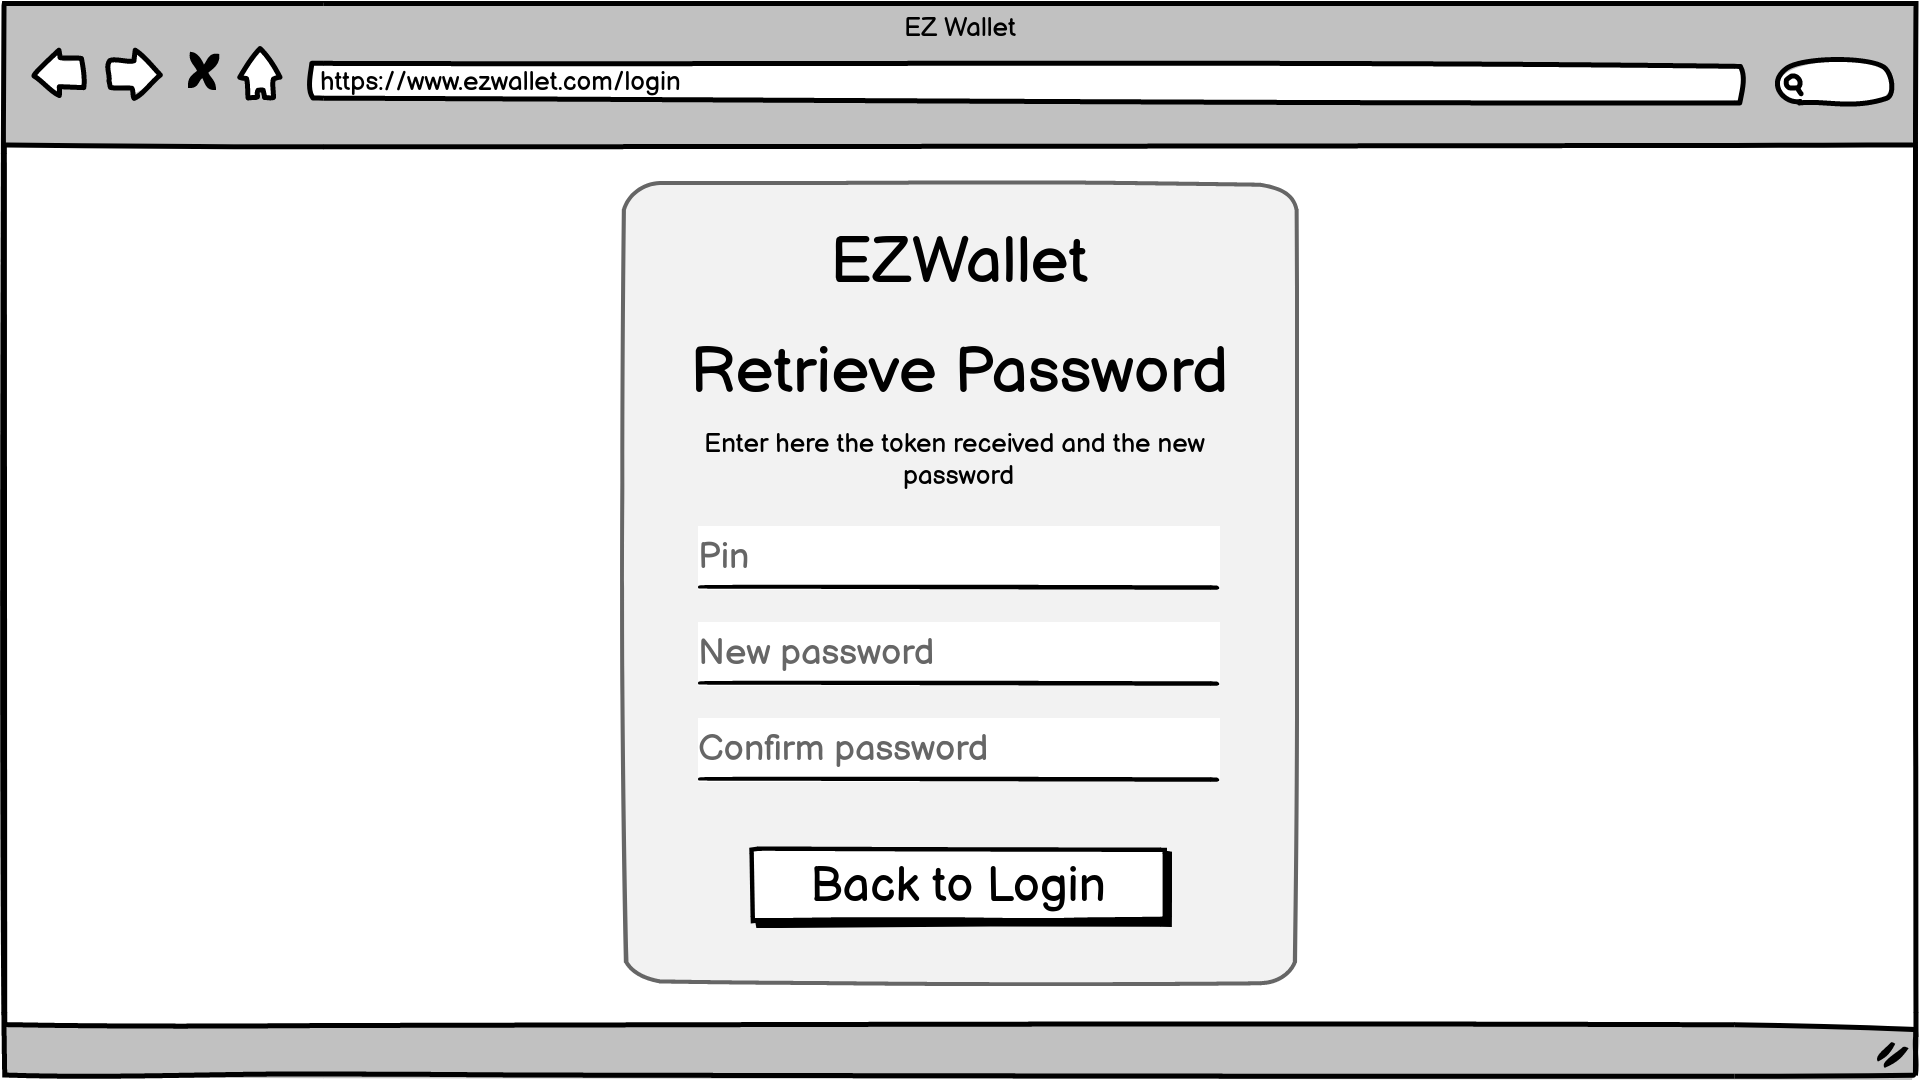 EZ Wallet
https://www.ezwallet.com/login
EZWallet
Retrieve Password
Enter here the token received and the new
password
Pin
New password
Confirm password
Back to Login